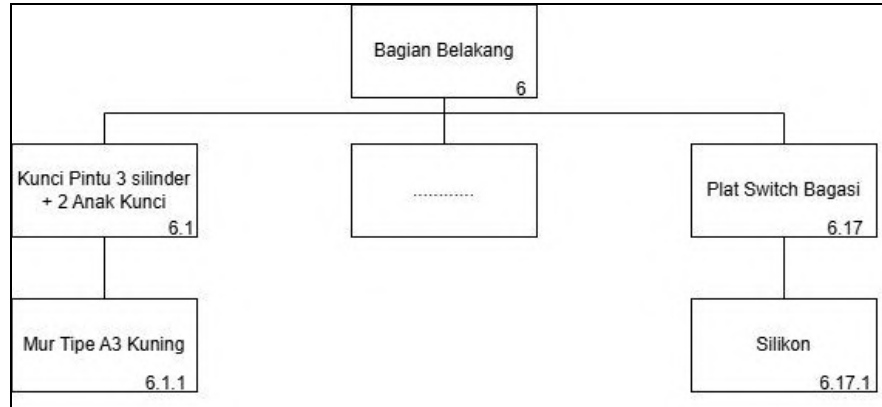 Bagian Belakang
6
Kunci Pintu 3 silinder
+ 2 Anak Kunci
6.1
............
Plat Switch Bagasi
6.17
Mur Tipe A3 Kuning
6.1.1
Silikon
6.17.1